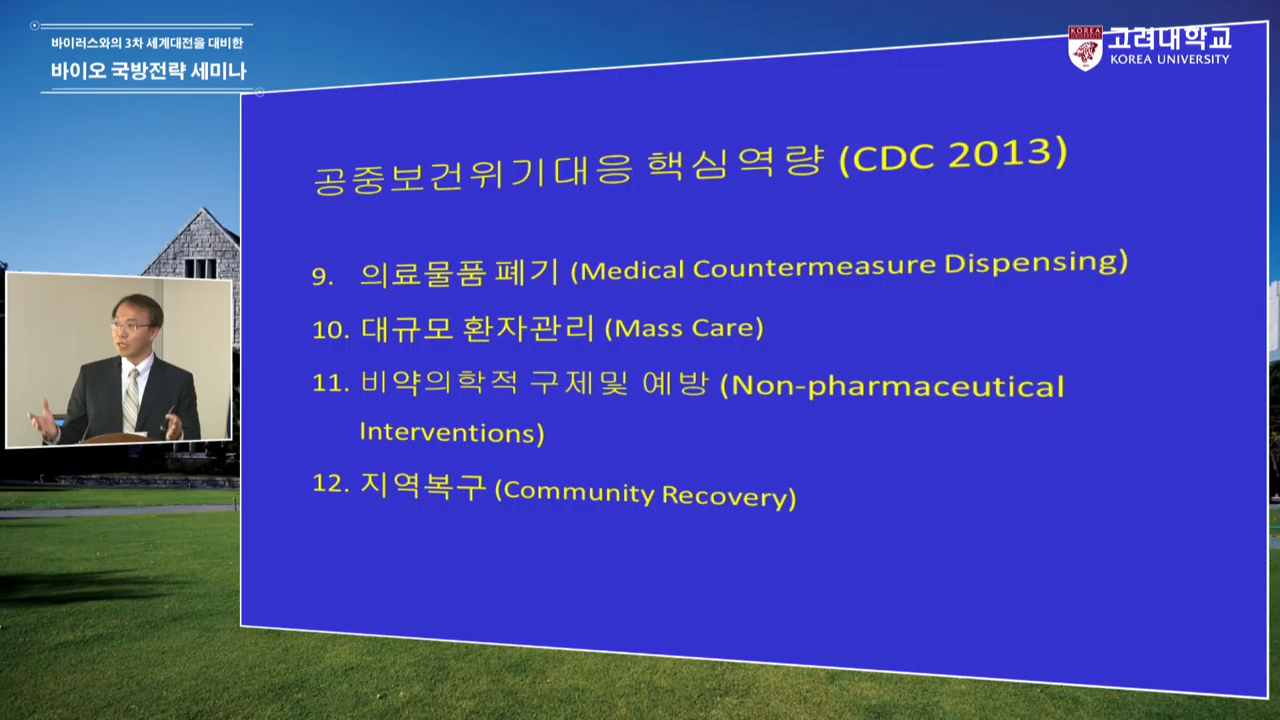 바이러스와의 3차 세계대전을 대비한
바이오 국방전략 세미나
KOREA
고려대학교
KOREA UNIVERSITY
공중보건위기대응 핵심역량 (CDC 2013)
9. 의료물품 폐기 (Medical Countermeasure Dispensing)
10. 대규모 환자관리 (Mass Care)
11. 비약의학적 구제및 예방 (Non-pharmaceutical
Interventions)
12. 지역복구 (Community Recovery)